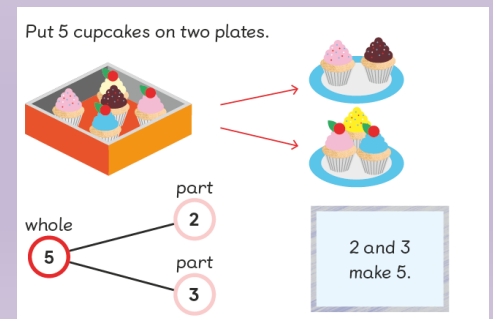 Put 5 cupcakes on two plates.
part
2
whole
5
part
3
2 and 3
make 5.